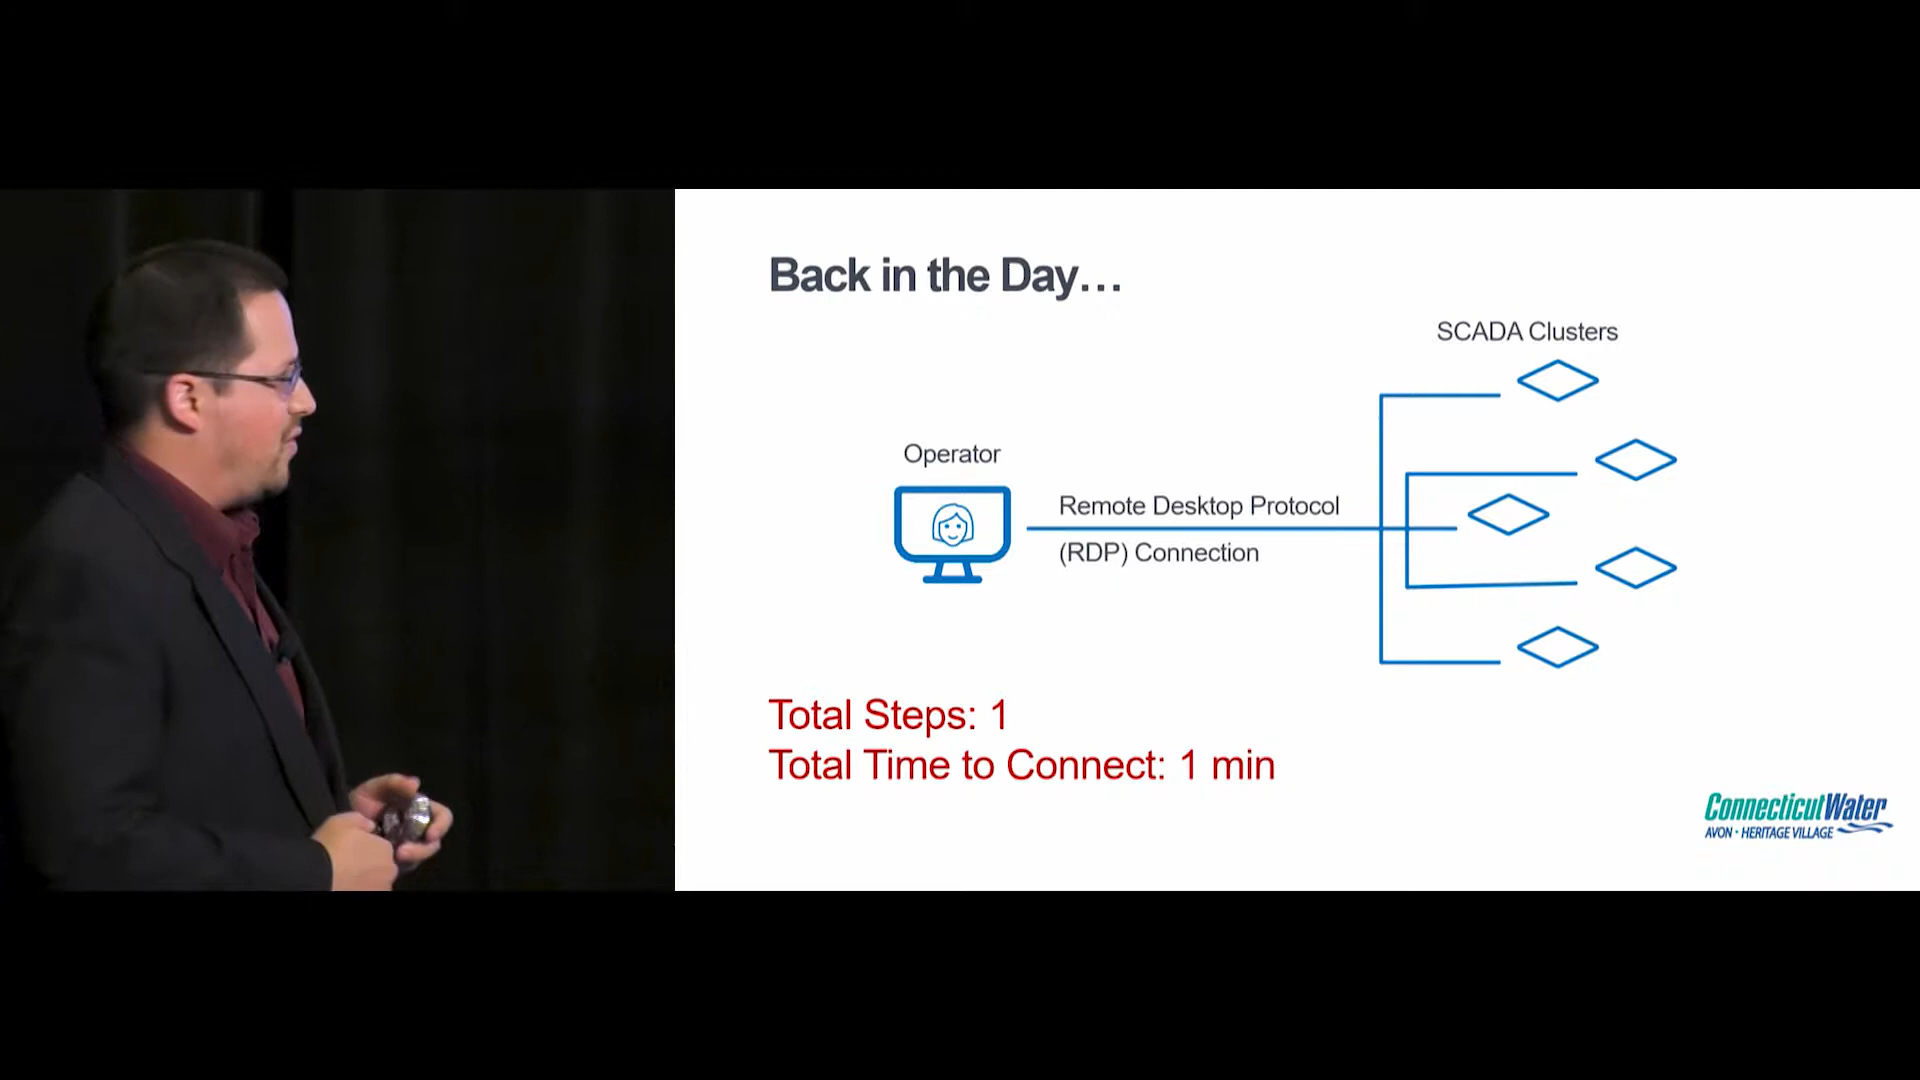 Back in the Day…
SCADA Clusters
Operator
Remote Desktop Protocol
(RDP) Connection
Total Steps: 1
Total Time to Connect: 1 min
ConnecticutWater
AVON • HERITAGE VILLAGE